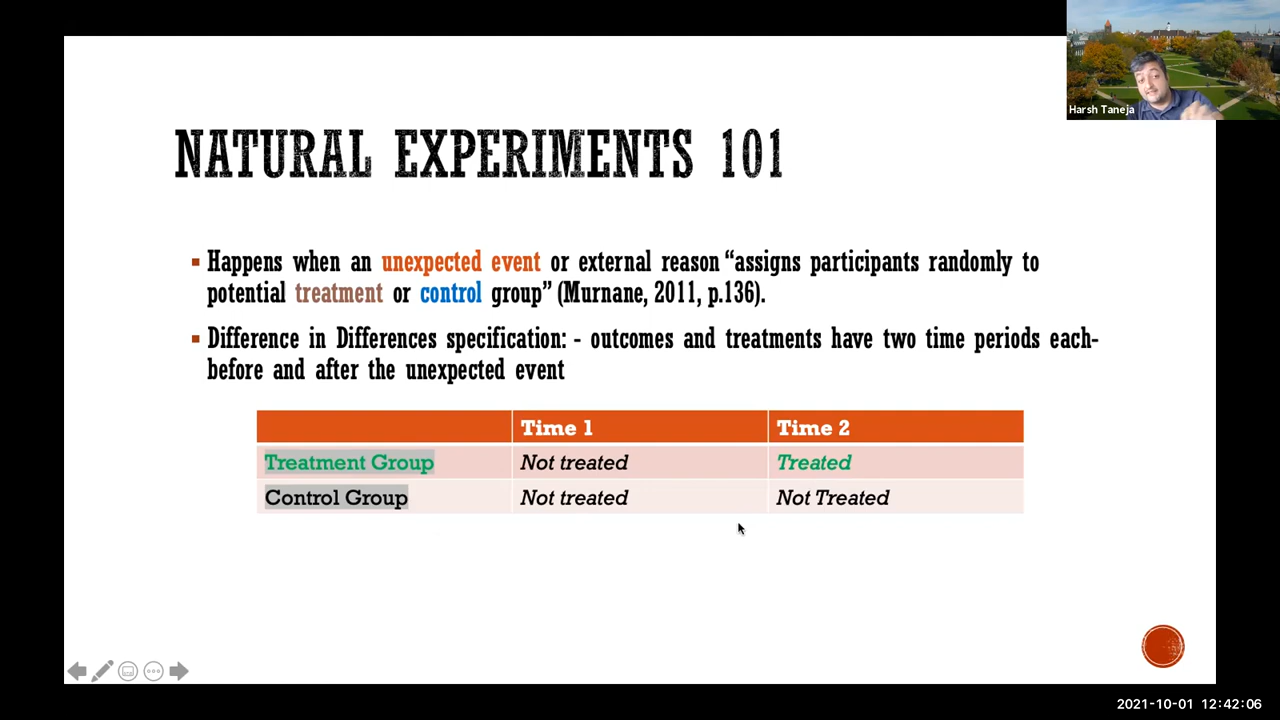 Harsh Taneja
NATURAL EXPERIMENTS 101
Happens when an unexpected event or external reason “assigns participants randomly to
potential treatment or control group” (Murnane, 2011, p.136).
Difference in Differences specification: - outcomes and treatments have two time periods each-
before and after the unexpected event
Time 1 Time 2
Treatment Group Not treated Treated
Control Group Not treated Not Treated
2021-10-01 12:42:06